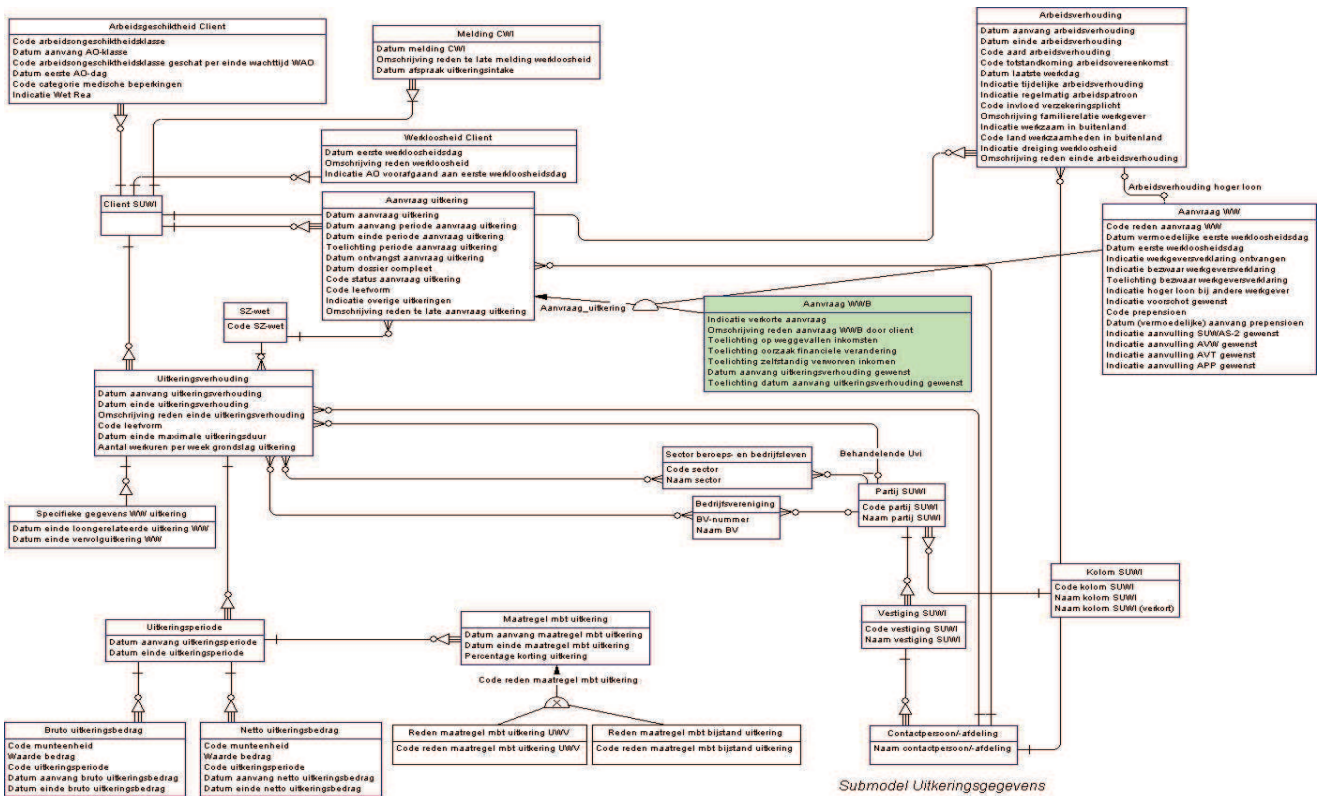 Arbeidsgeschiktheid Client
Code arbeidsongeschiktheidsklasse
Datum aanvang AO-klasse
Code arbeidsongeschiktheidsklasse geschat per einde wachttijd WAO
Datum eerste AO-dag
Code categorie medische beperkingen
Indicatie Wet Rea
Melding CWI
Datum melding CWI
Omschrijving reden te late melding werkloosheid
Datum afspraak uitkeringsintake
Arbeidsverhouding
Datum aanvang arbeidsverhouding
Datum einde arbeidsverhouding
Code aard arbeidsverhouding
Code totstandkoming arbeidsovereenkomst
Datum laatste werkdag
Indicatie tijdelijke arbeidsverhouding
Indicatie regelmatig arbeidspatroon
Code invloed verzekeringsplicht
Omschrijving familierelatie werkgever
Indicatie werkzaam in buitenland
Code land werkzaamheden in buitenland
Indicatie dreiging werkloosheid
Omschrijving reden einde arbeidsverhouding
Werkloosheid Client
Datum eerste werkloosheidsdag
Omschrijving reden werkloosheid
Indicatie AO voorafgaand aan eerste werkloosheidsdag
Client SUWI
Aanvraag uitkering
Datum aanvraag uitkering
Datum aanvang periode aanvraag uitkering
Datum einde periode aanvraag uitkering
Toelichting periode aanvraag uitkering
Datum ontvangst aanvraag uitkering
Datum dossier compleet
Code status aanvraag uitkering
Code leefvorm
Indicatie overige uitkeringen
Omschrijving reden te late aanvraag uitkering
Arbeidsverhouding hoger loon
Aanvraag WW
Code reden aanvraag WW
Datum vermoedelijke eerste werkloosheidsdag
Datum eerste werkloosheidsdag
Indicatie werkgeversverklaring ontvangen
Indicatie bezwaar werkgeversverklaring
Toelichting bezwaar werkgeversverklaring
Indicatie hoger loon bij andere werkgever
Indicatie voorschot gewenst
Code prepensioen
Datum (vermoedelijke) aanvang prepensioen
Indicatie aanvulling SUWAS-2 gewenst
Indicatie aanvulling AVW gewenst
Indicatie aanvulling AVT gewenst
Indicatie aanvulling APP gewenst
Aanvraag_uitkering
Aanvraag WWB
Indicatie verkorte aanvraag
Omschrijving reden aanvraag WWB door client
Toelichting op weggevallen inkomsten
Toelichting oorzaak financiele verandering
Toelichting zelfstandig verworven inkomen
Datum aanvang uitkeringsverhouding gewenst
Toelichting datum aanvang uitkeringsverhouding gewenst
SZ-wet
Code SZ-wet
Uitkeringsverhouding
Datum aanvang uitkeringsverhouding
Datum einde uitkeringsverhouding
Omschrijving reden einde uitkeringsverhouding
Code leefvorm
Datum einde maximale uitkeringsduur
Aantal werkuren per week grondslag uitkering
Sector beroeps- en bedrijfsleven
Code sector
Naam sector
Behandelende Uvi
Partij SUWI
Code partij SUWI
Naam partij SUWI
Bedrijfsvereniging
BV-nummer
Naam BV
Specifieke gegevens WW uitkering
Datum einde loongerelateerde uitkering WW
Datum einde vervolguitkering WW
Kolom SUWI
Code kolom SUWI
Naam kolom SUWI
Naam kolom SUWI (verkort)
Vestiging SUWI
Code vestiging SUWI
Naam vestiging SUWI
Uitkeringsperiode
Datum aanvang uitkeringsperiode
Datum einde uitkeringsperiode
Maatregel mbt uitkering
Datum aanvang maatregel mbt uitkering
Datum einde maatregel mbt uitkering
Percentage korting uitkering
Code reden maatregel mbt uitkering
Bruto uitkeringsbedrag
Code munteenheid
Waarde bedrag
Code uitkeringsperiode
Datum aanvang bruto uitkeringsbedrag
Datum einde bruto uitkeringsbedrag
Netto uitkeringsbedrag
Code munteenheid
Waarde bedrag
Code uitkeringsperiode
Datum aanvang netto uitkeringsbedrag
Datum einde netto uitkeringsbedrag
Reden maatregel mbt uitkering UWV
Code reden maatregel mbt uitkering UWV
Reden maatregel mbt bijstand uitkering
Code reden maatregel mbt bijstand uitkering
Contactpersoon/-afdeling
Naam contactpersoon/-afdeling
Submodel Uitkeringsgegevens